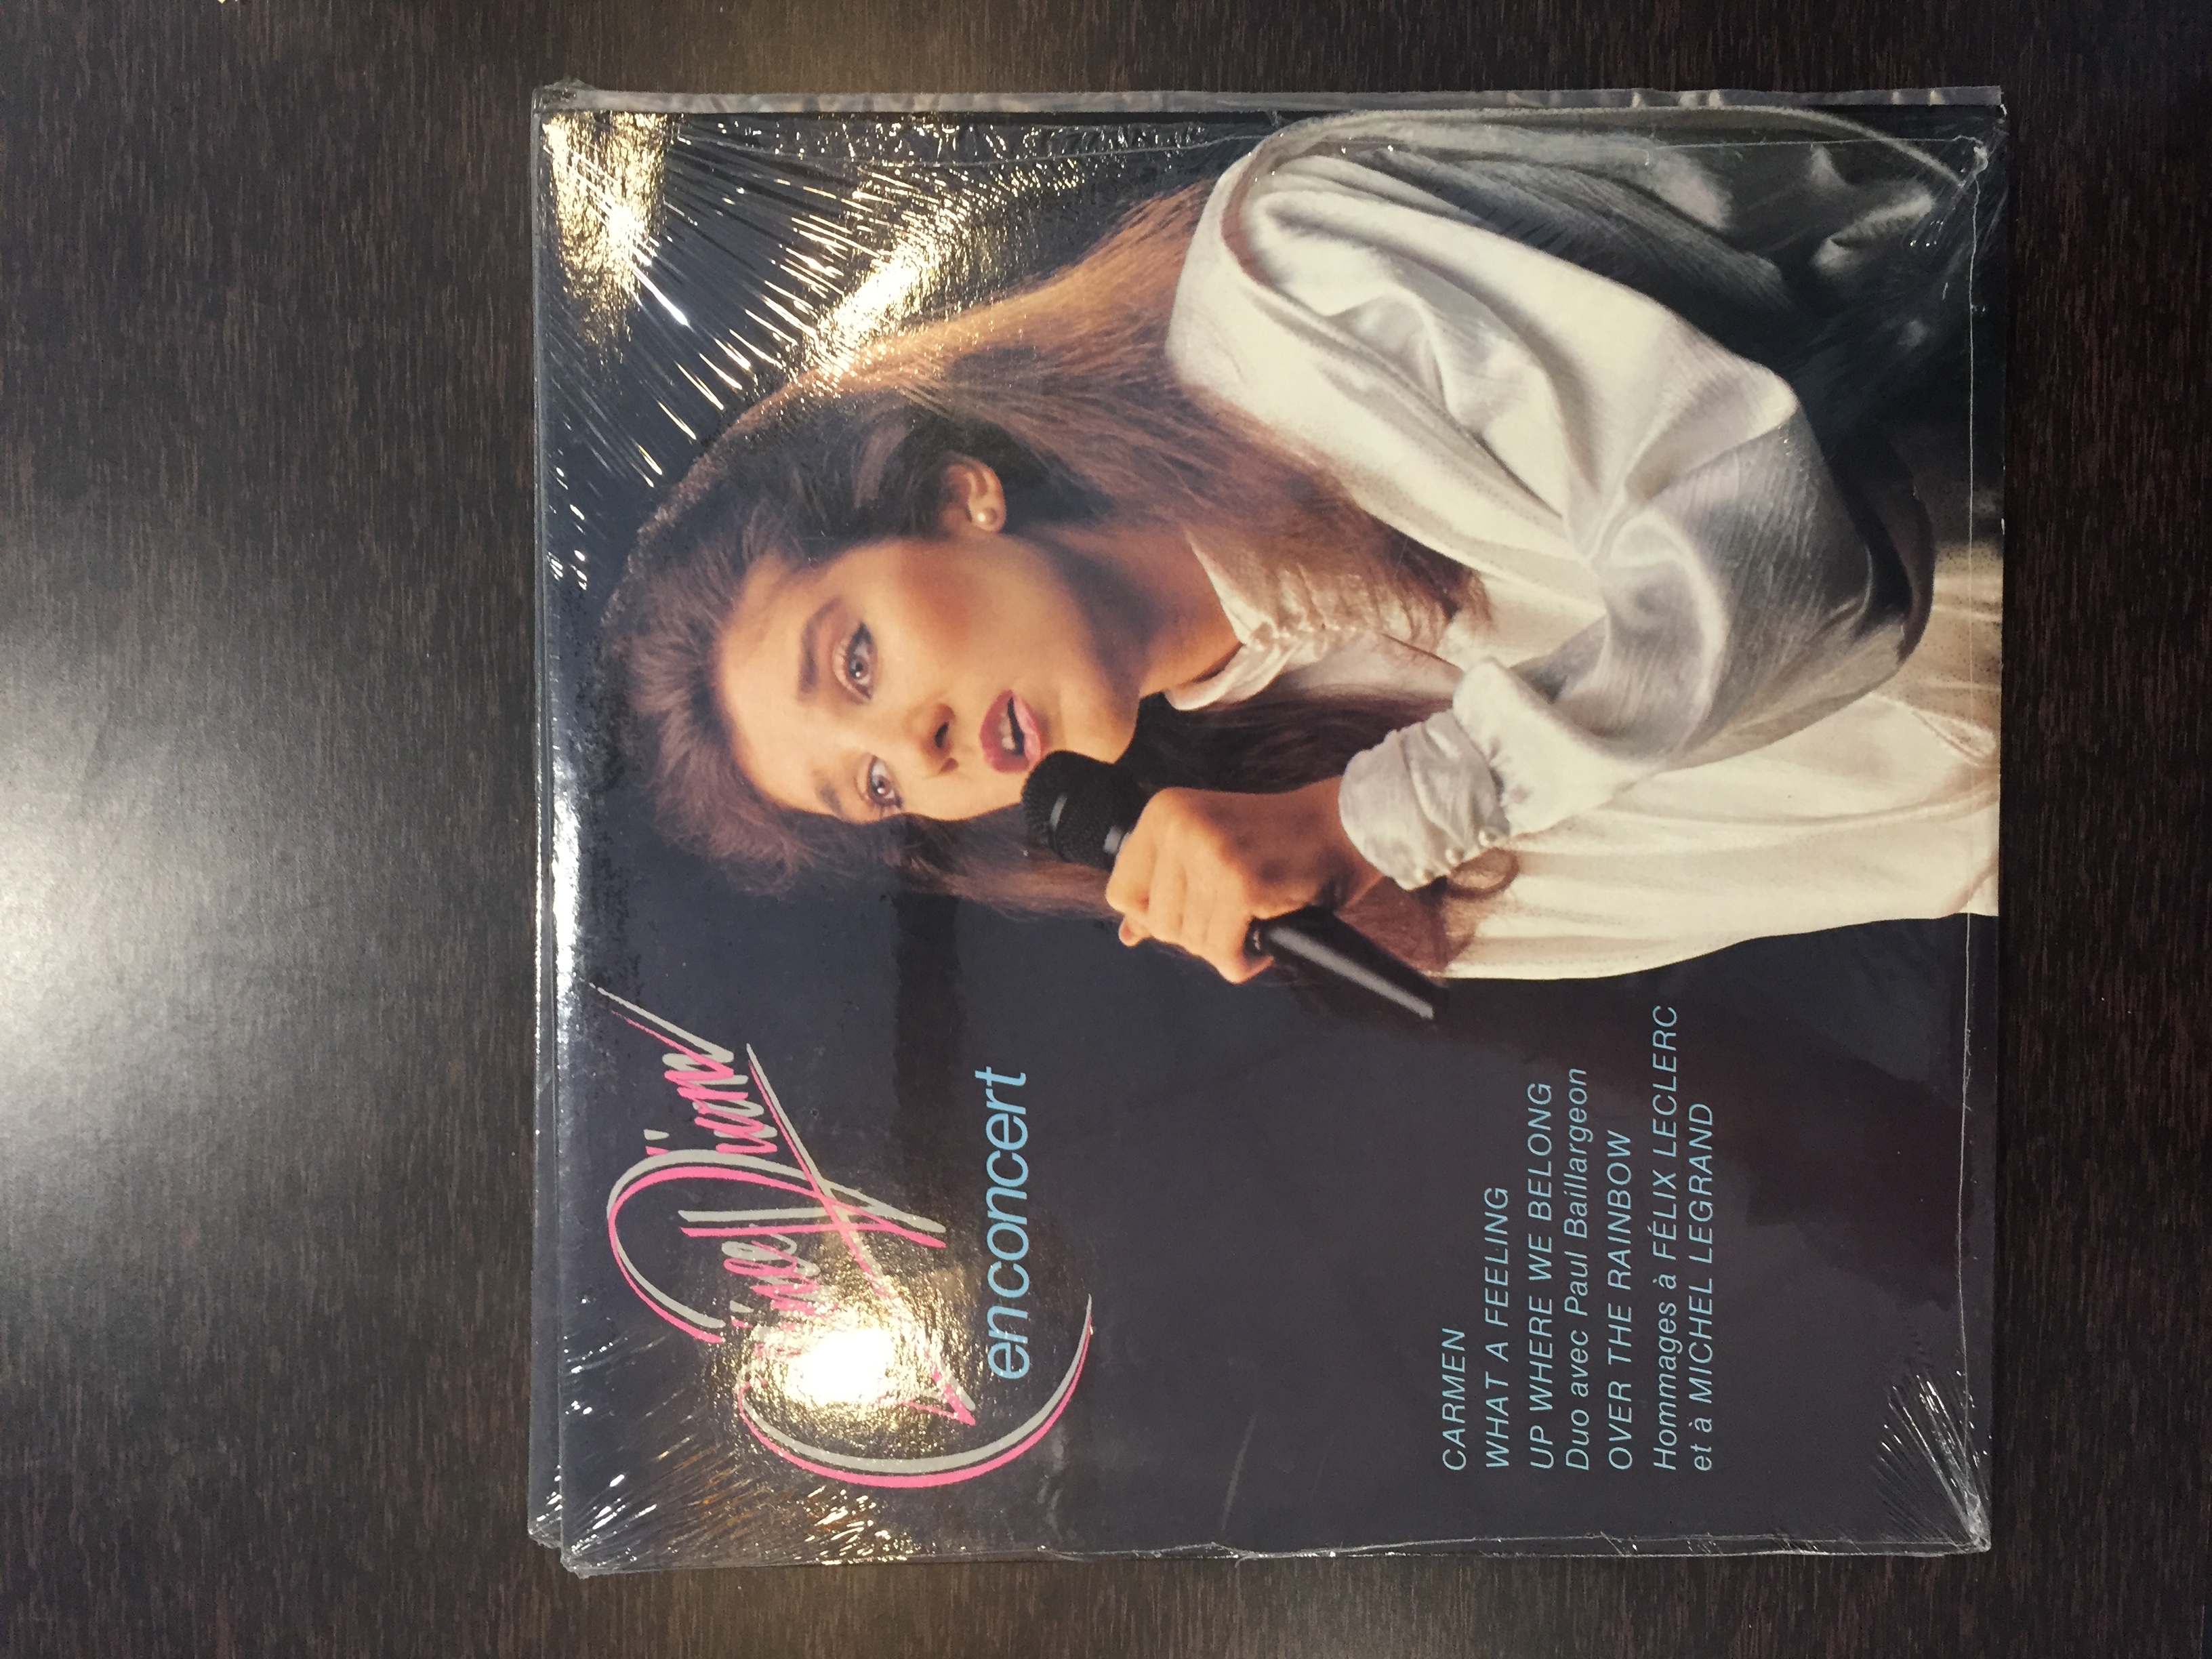 Céline Dion
en concert
CARMEN
WHAT A FEELING
UP WHERE WE BELONG
Duo avec Paul Baillargeon
OVER THE RAINBOW
Hommages à FÉLIX LECLERC
et à MICHEL LEGRAND